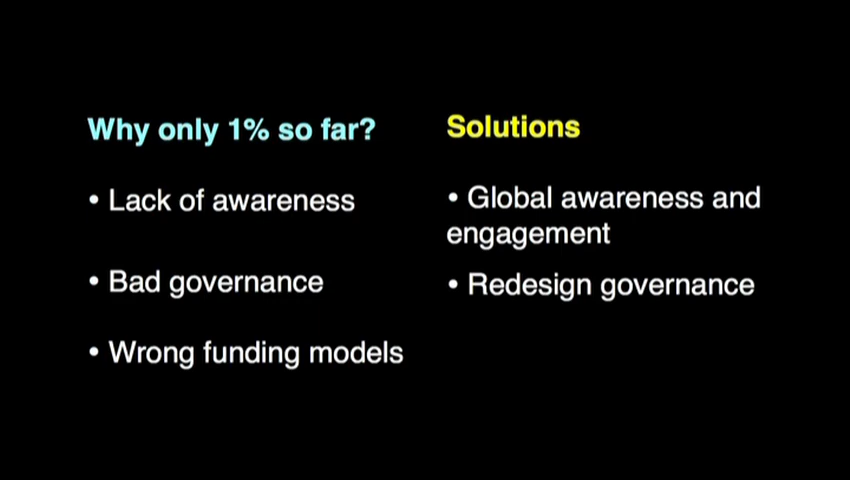 Why only 1% so far?
• Lack of awareness
• Bad governance
• Wrong funding models
Solutions
• Global awareness and
engagement
• Redesign governance